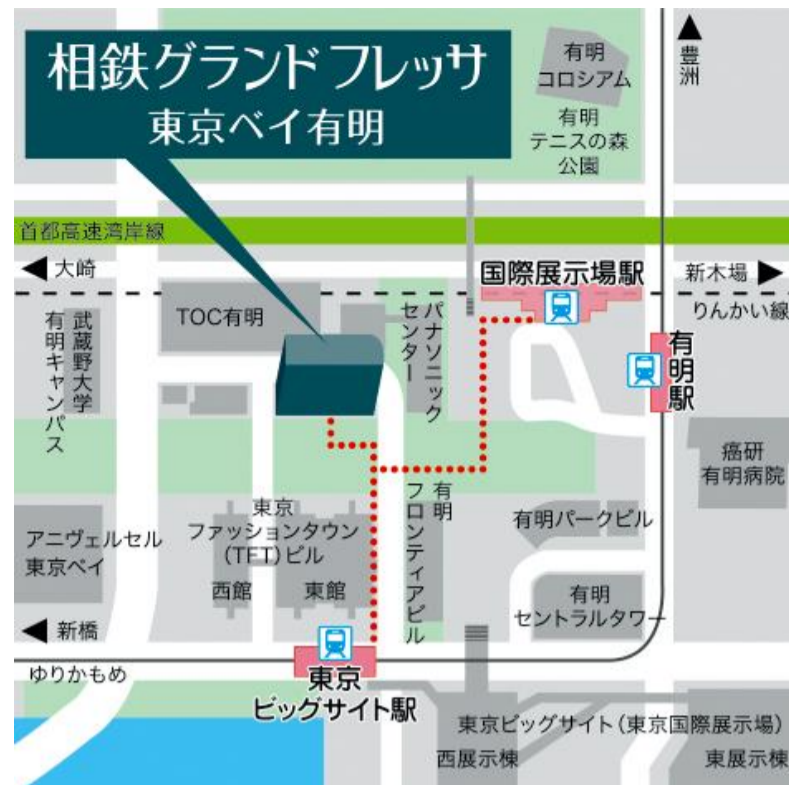 相鉄グランドフレッサ
東京ベイ有明
有明
コロシアム
有明
テニスの森
公園
豊洲
首都高速湾岸線
大崎
国際展示場駅
新木場
りんかい線
TOC有明
パナソニック
センター
武蔵野大学
有明キャンパス
有明駅
癌研
有明病院
東京
ファッションタウン
(TFT)ビル
西館
東館
有明
フロンティアビル
有明パークビル
アニヴェルセル
東京ベイ
有明
セントラルタワー
新橋
ゆりかもめ
東京
ビッグサイト駅
東京ビッグサイト(東京国際展示場)
西展示棟
東展示棟